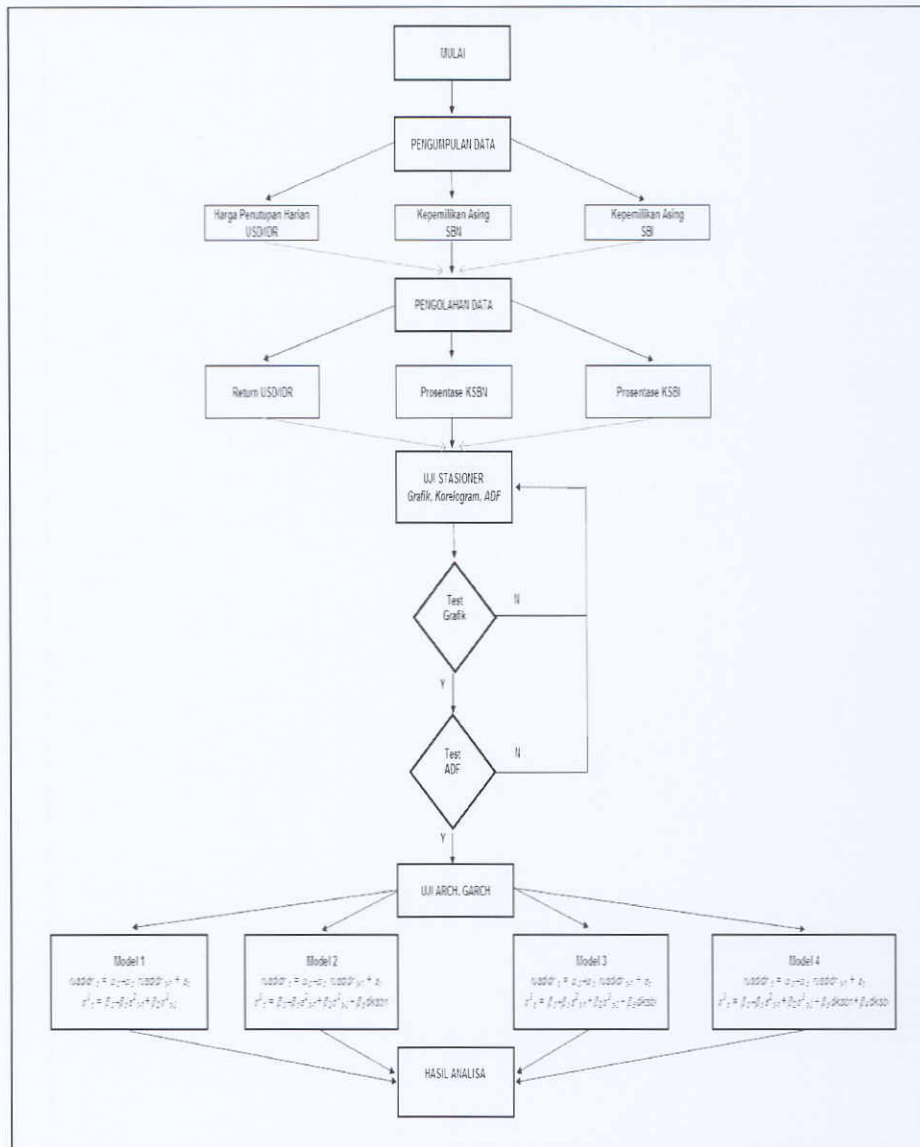 MULAI
PENGUMPULAN DATA
Harga Penutupan Harian
USD/IDR
Kepemilikan Asing
SBN
Kepemilikan Asing
SBI
PENGOLAHAN DATA
Return USD/IDR
Prosentase KSBN
Prosentase KSBI
UJI STASIONER
Grafik, Korelogram, ADF
Test
Grafik
N
Y
Test
ADF
N
Y
UJI ARCH, GARCH
Model 1
Model 2
Model 3
Model 4
HASIL ANALISA